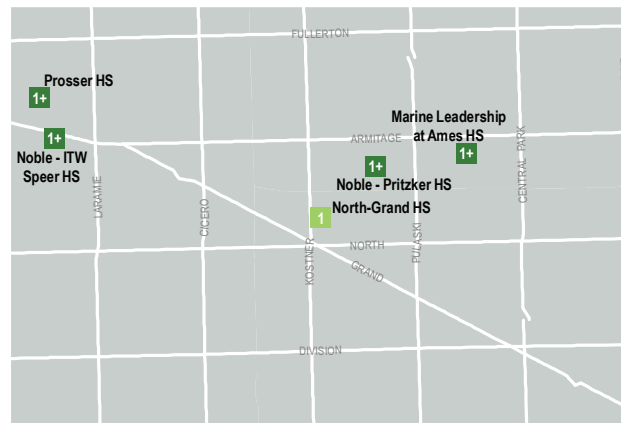 FULLERTON
Prosser HS
1+
1+
Noble - ITW
Speer HS
Marine Leadership
at Ames HS
ARMITAGE
1+
1+
Noble - Pritzker HS
North-Grand HS
1
LARAMIE
CICERO
KOSTNER
PULASKI
CENTRAL PARK
NORTH
GRAND
DIVISION